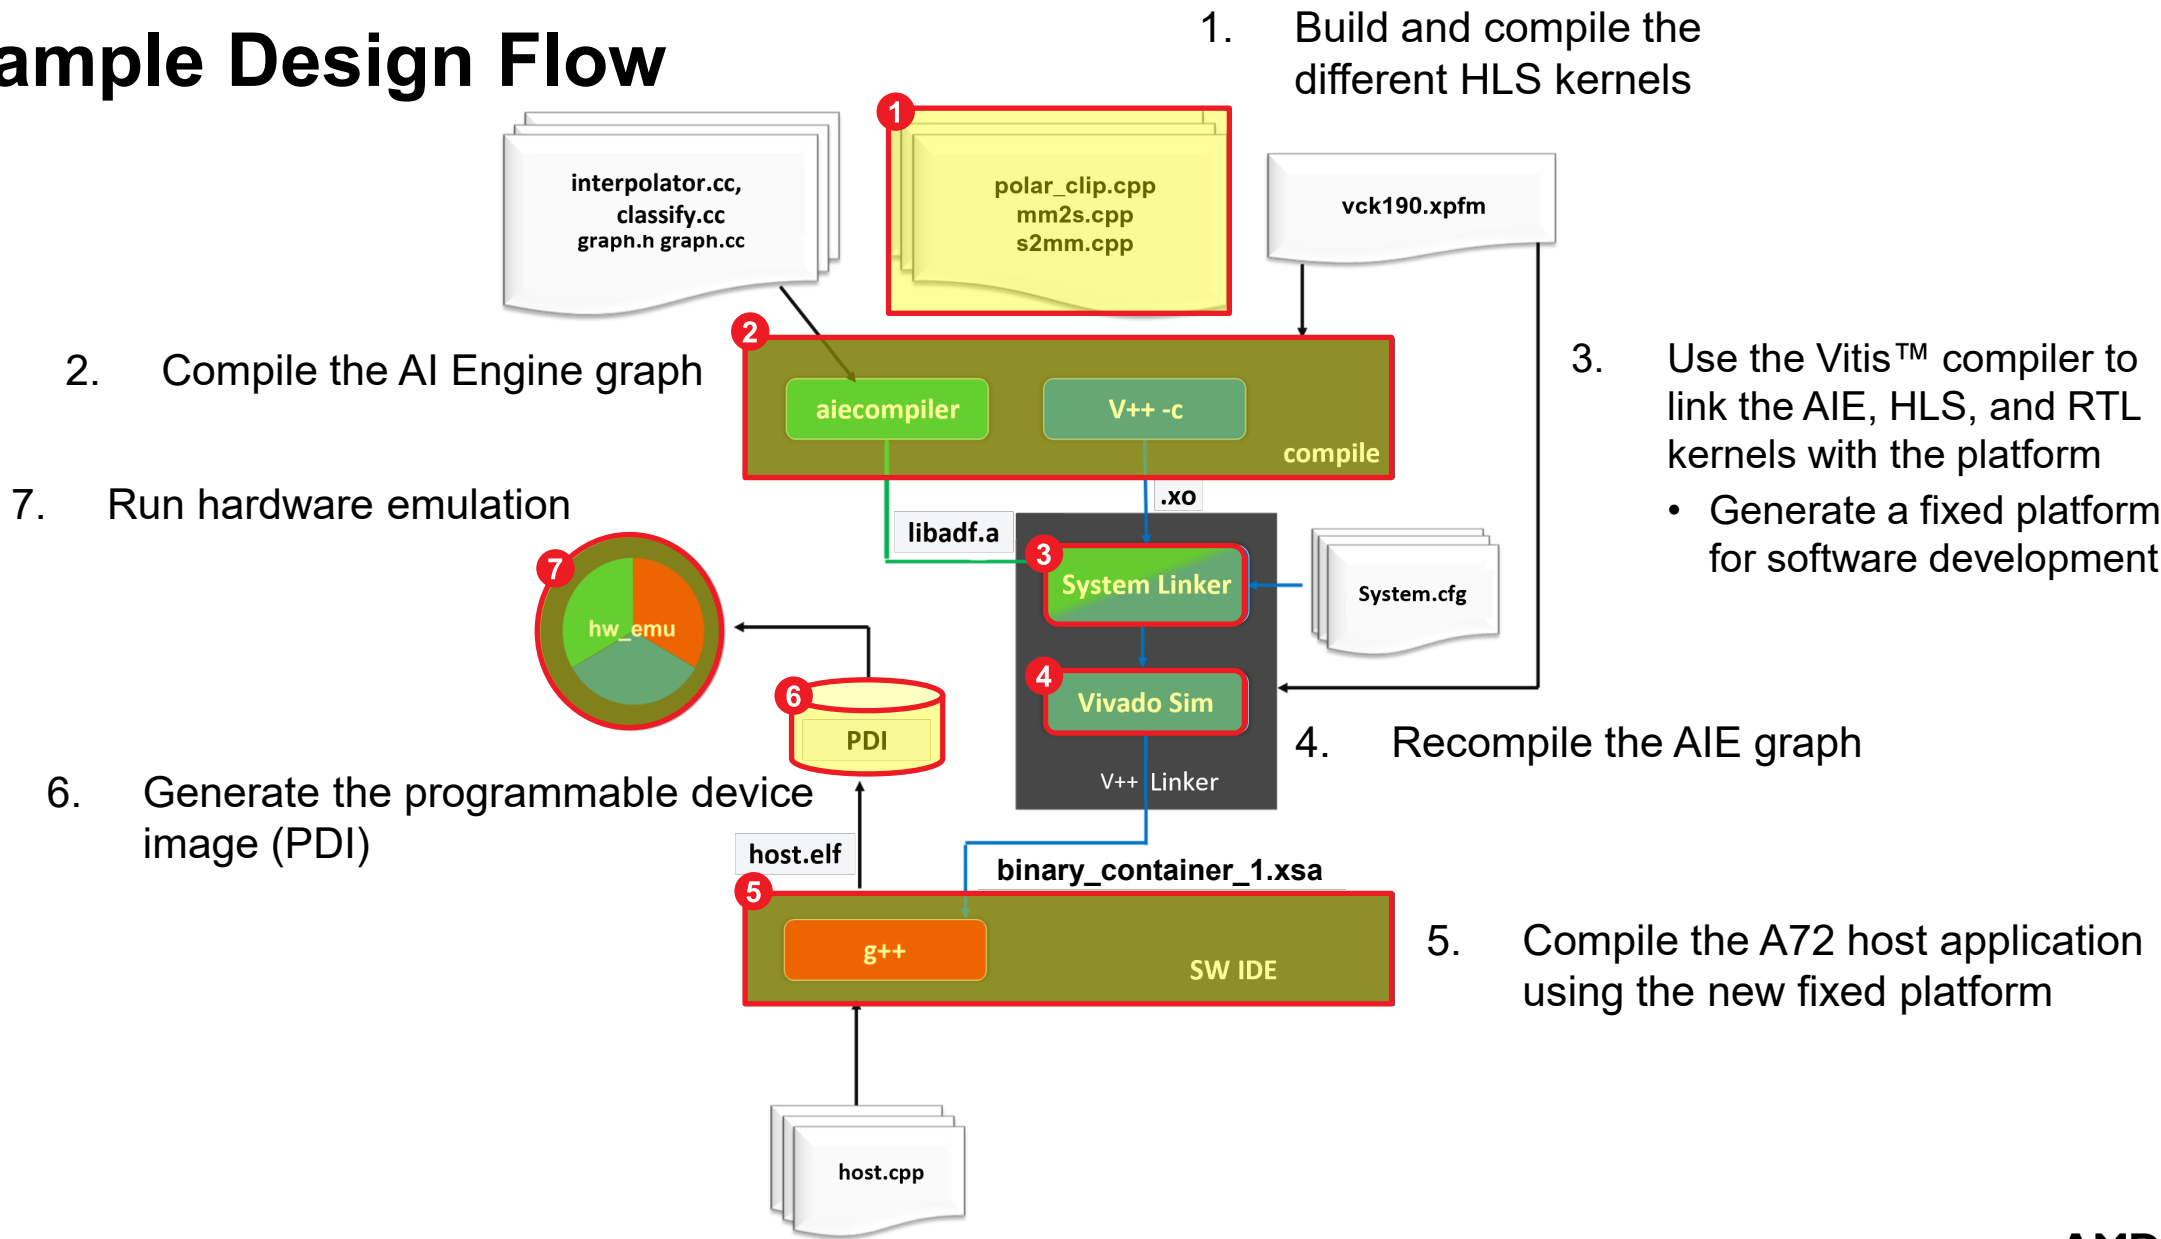 ample Design Flow
1. Build and compile the
different HLS kernels
1
interpolator.cc,
classify.cc
graph.h graph.cc
polar_clip.cpp
mm2s.cpp
s2mm.cpp
vck190.xpfm
2
2. Compile the AI Engine graph
aiecompiler
V++ -c
compile
3. Use the Vitis™ compiler to
link the AIE, HLS, and RTL
kernels with the platform
• Generate a fixed platform
for software development
7. Run hardware emulation
.xo
libadf.a
3
System Linker
System.cfg
7
hw_emu
4
Vivado Sim
6
PDI
4. Recompile the AIE graph
V++ Linker
6. Generate the programmable device
image (PDI)
host.elf
binary_container_1.xsa
5
g++
SW IDE
5. Compile the A72 host application
using the new fixed platform
host.cpp